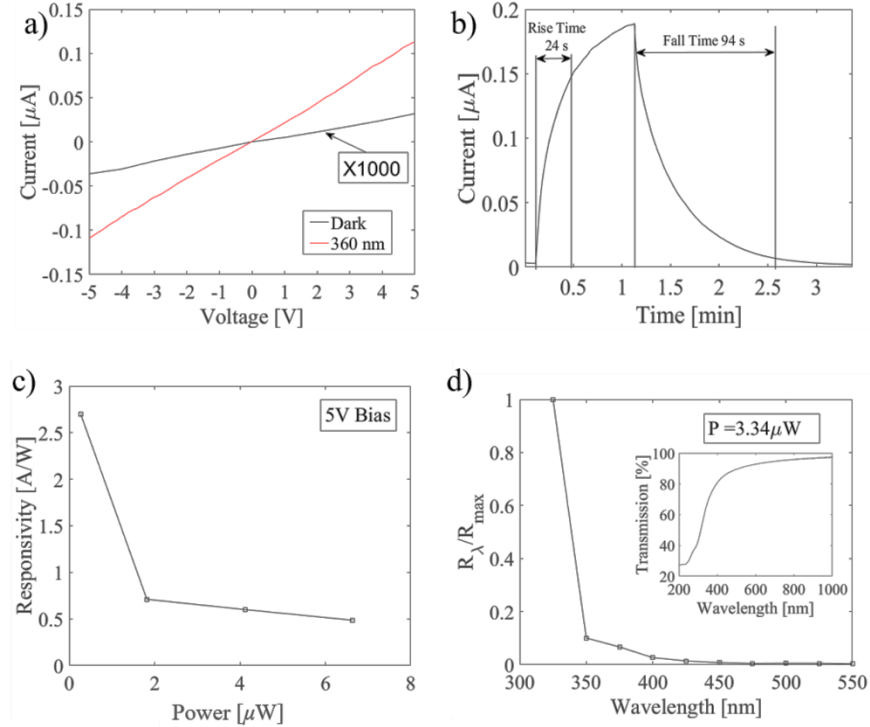 a)
Current [μA]
0.15
0.1
0.05
0
-0.05
-0.1
-0.15
X1000
Dark
360 nm
-5 -4 -3 -2 -1 0 1 2 3 4 5
Voltage [V]
b)
Current [μA]
0.20
0.15
0.1
0.05
0
Rise Time
24 s
Fall Time 94 s
0.5 1 1.5 2 2.5 3
Time [min]
c)
Responsivity [A/W]
3
2.5
2
1.5
1
0.5
0
5V Bias
0 2 4 6 8
Power [μW]
d)
Rλ/Rmax
1
0.8
0.6
0.4
0.2
0
P =3.34μW
Transmission [%]
100
80
60
40
20
200 400 600 800 1000
Wavelength [nm]
300 350 400 450 500 550
Wavelength [nm]